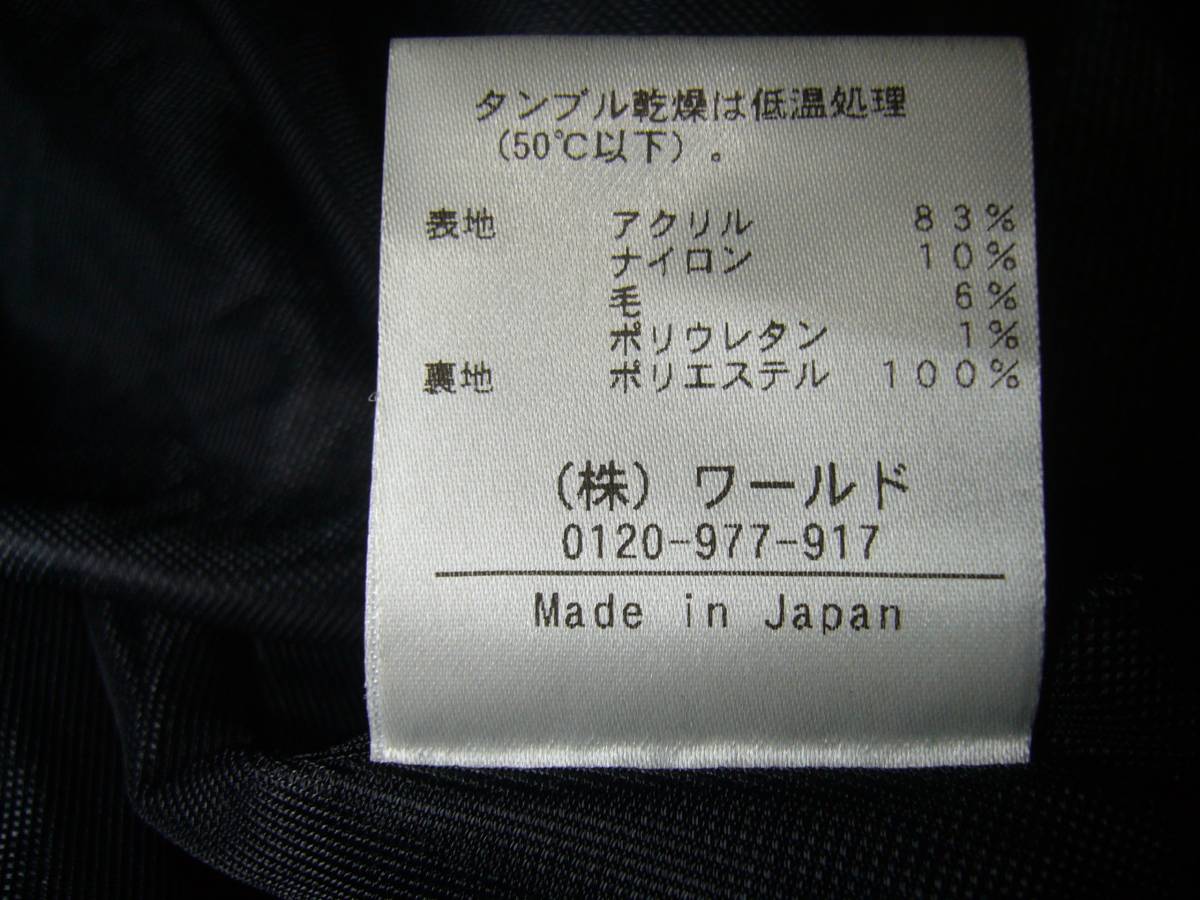 タンブル乾燥は低温処理
（50℃以下）。
表地 アクリル 83%
ナイロン 10%
毛 6%
ポリウレタン 1%
裏地 ポリエステル 100%
（株）ワールド
0120-977-917
Made in Japan